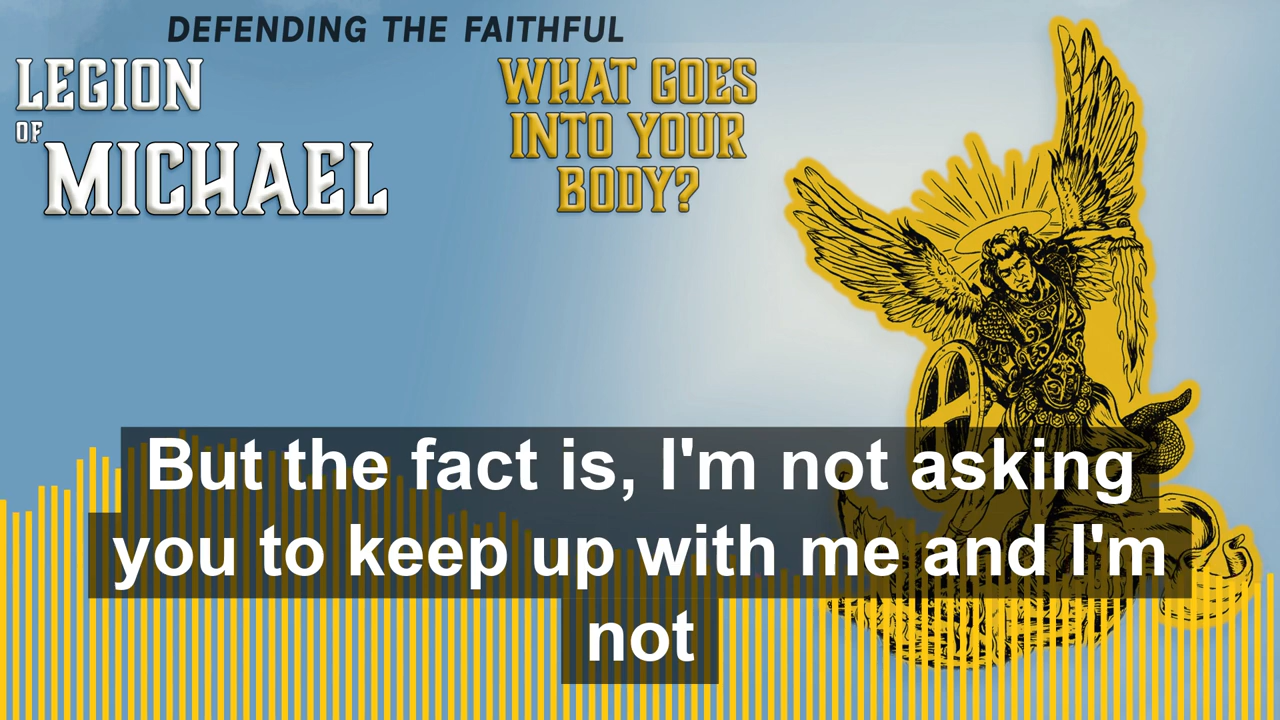 DEFENDING THE FAITHFUL
LEGION
OF
MICHAEL
WHAT GOES
INTO YOUR
BODY?
But the fact is, I'm not asking
you to keep up with me and I'm
not